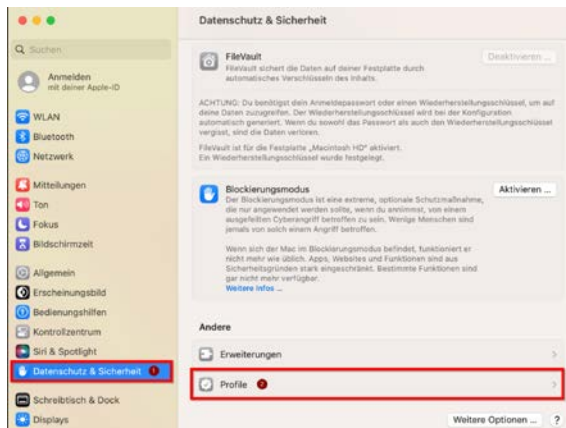 Datenschutz & Sicherheit
Suchen
Anmelden
mit deiner Apple-ID
WLAN
Bluetooth
Netzwerk
Mitteilungen
Ton
Fokus
Bildschirmzeit
Allgemein
Erscheinungsbild
Bedienungshilfen
Kontrollzentrum
Siri & Spotlight
Datenschutz & Sicherheit 1
Schreibtisch & Dock
Displays
FileVault
FileVault sichert die Daten auf deiner Festplatte durch
automatisches Verschlüsseln des Inhalts.
Deaktivieren ...
ACHTUNG: Du benötigst dein Anmeldepasswort oder einen Wiederherstellungsschlüssel, um auf
deine Daten zuzugreifen. Der Wiederherstellungsschlüssel wird bei der Konfiguration
automatisch generiert. Wenn du sowohl das Passwort als auch den Wiederherstellungsschlüssel
vergisst, sind die Daten verloren.
FileVault ist für die Festplatte „Macintosh HD“ aktiviert.
Ein Wiederherstellungsschlüssel wurde festgelegt.
Blockierungsmodus
Aktivieren ...
Der Blockierungsmodus ist eine extreme, optionale Schutzmaßnahme,
die nur angewendet werden sollte, wenn du annimmst, von einem
ausgefeilten Cyberangriff betroffen zu sein. Wenige Menschen sind
jemals von solch einem Angriff betroffen.
Wenn sich der Mac im Blockierungsmodus befindet, funktioniert er
nicht mehr wie üblich. Apps, Websites und Funktionen sind aus
Sicherheitsgründen stark eingeschränkt. Bestimmte Funktionen sind
gar nicht mehr verfügbar.
Weitere Infos ...
Andere
Erweiterungen
Profile 2
Weitere Optionen ... ?